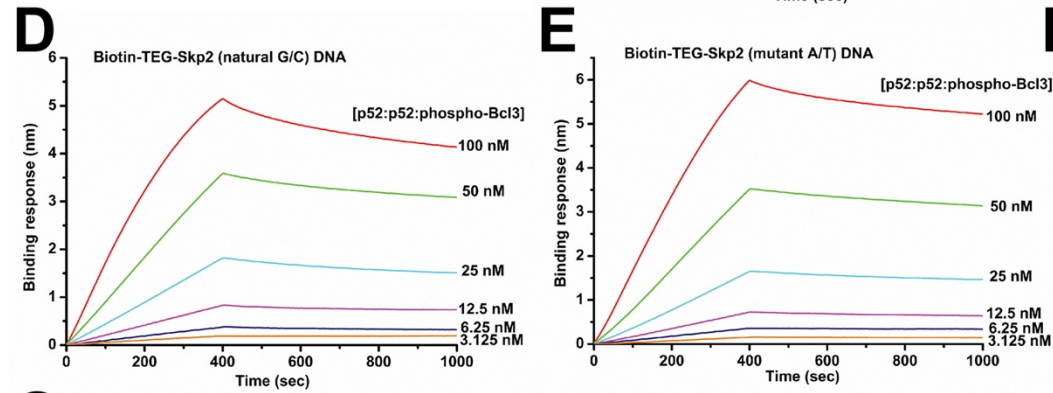 Time (sec)
D
Biotin-TEG-Skp2 (natural G/C) DNA
[p52:p52:phospho-Bcl3]
100 nM
50 nM
25 nM
12.5 nM
6.25 nM
3.125 nM
Binding response (nm)
6
5
4
3
2
1
0
0 200 400 600 800 1000
Time (sec)
E
Biotin-TEG-Skp2 (mutant A/T) DNA
[p52:p52:phospho-Bcl3]
100 nM
50 nM
25 nM
12.5 nM
6.25 nM
3.125 nM
Binding response (nm)
6
5
4
3
2
1
0
0 200 400 600 800 1000
Time (sec)